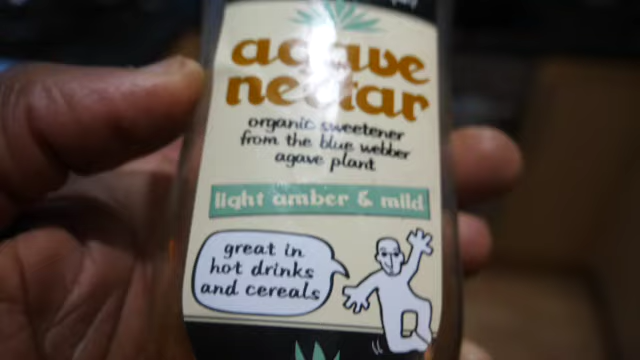 agave
nectar
organic sweetener
from the blue webber
agave plant
light amber & mild
great in
hot drinks
and cereals